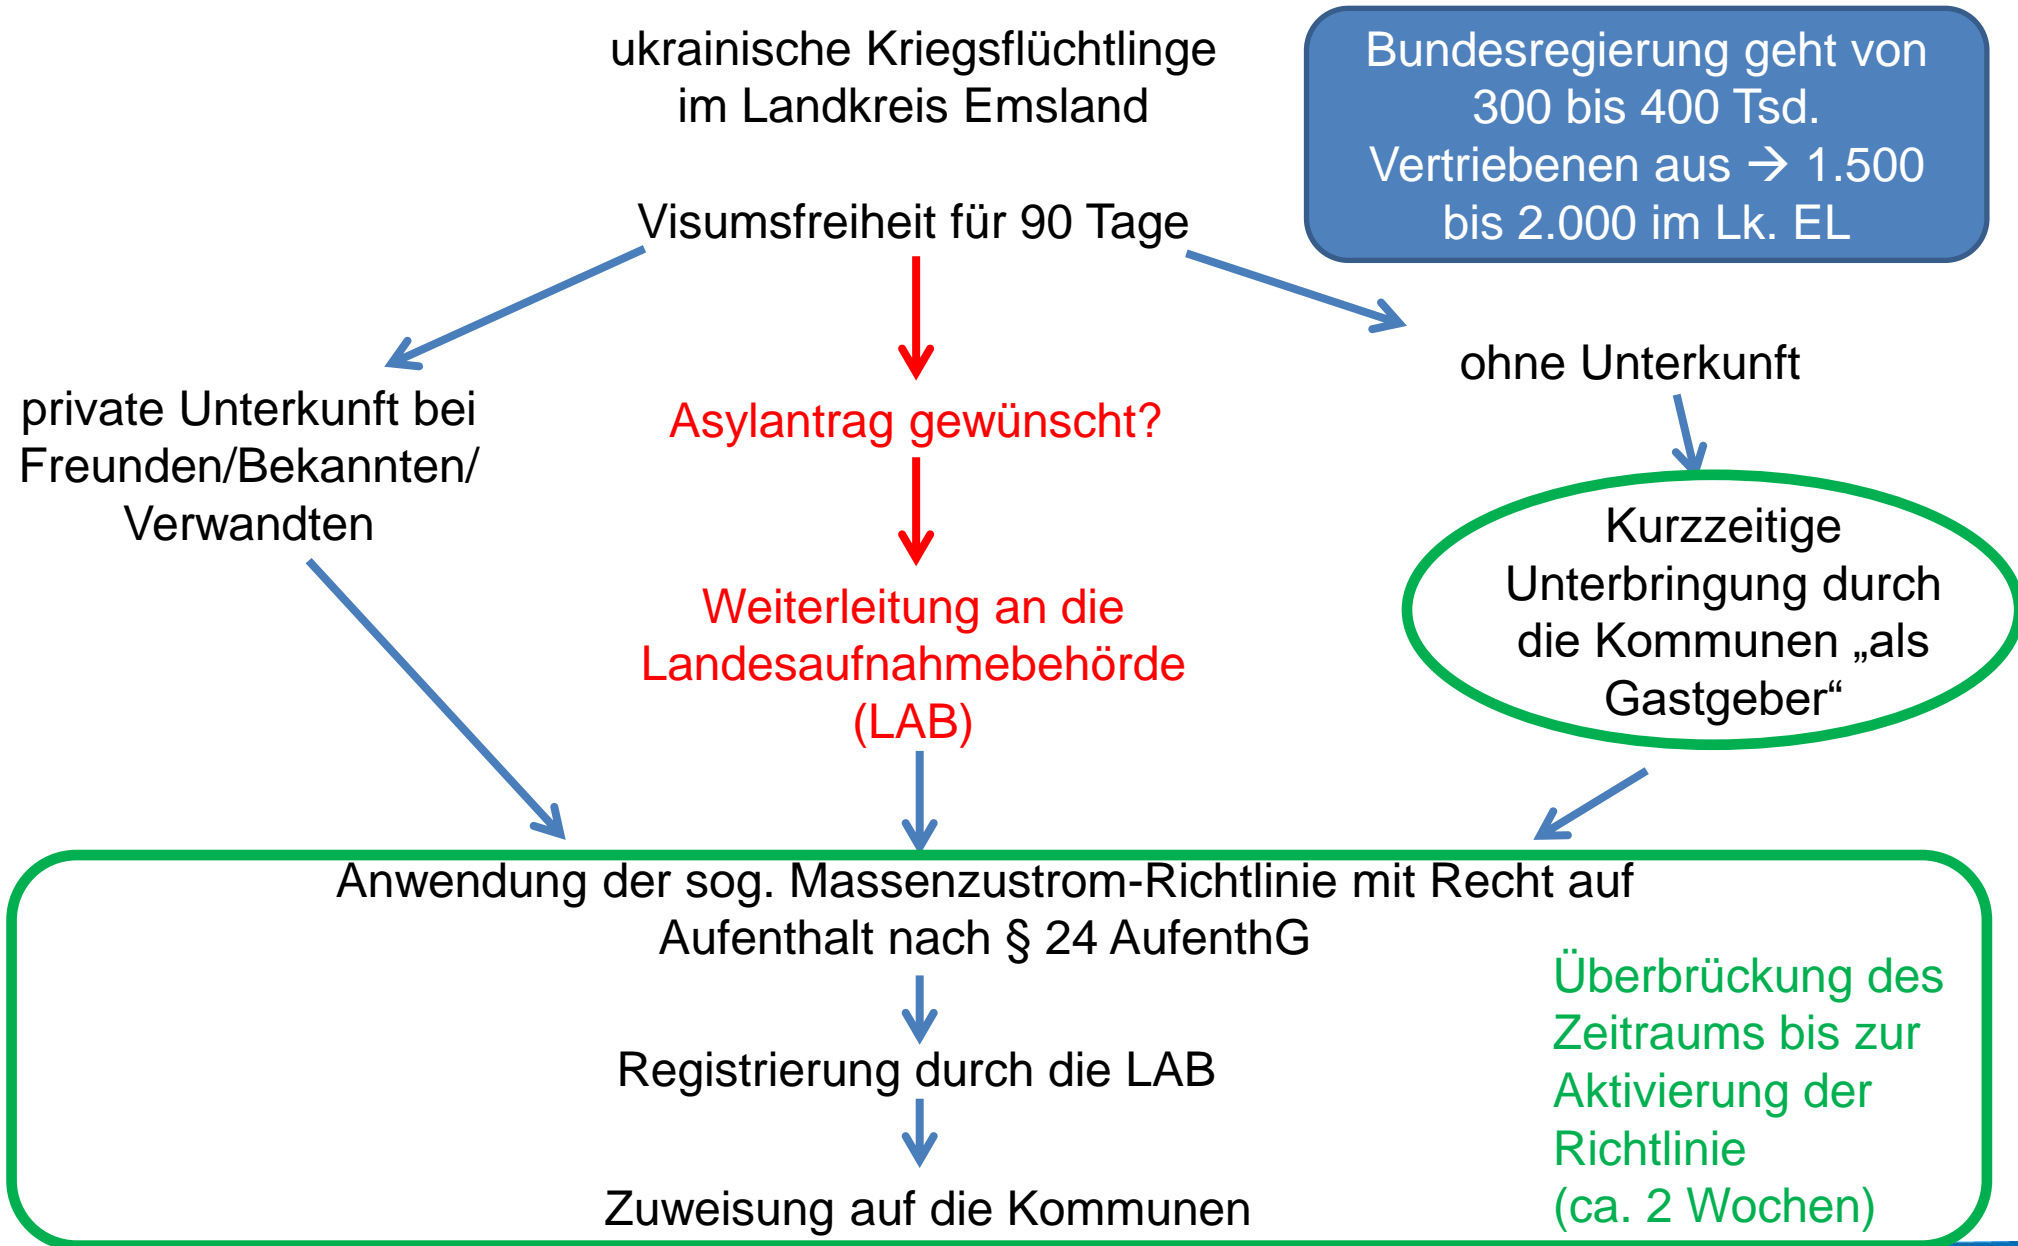 ukrainische Kriegsflüchtlinge
im Landkreis Emsland
Bundesregierung geht von
300 bis 400 Tsd.
Vertriebenen aus → 1.500
bis 2.000 im Lk. EL
Visumsfreiheit für 90 Tage
private Unterkunft bei
Freunden/Bekannten/
Verwandten
Asylantrag gewünscht?
Weiterleitung an die
Landesaufnahmebehörde
(LAB)
ohne Unterkunft
Kurzzeitige
Unterbringung durch
die Kommunen „als
Gastgeber“
Anwendung der sog. Massenzustrom-Richtlinie mit Recht auf
Aufenthalt nach § 24 AufenthG
Registrierung durch die LAB
Zuweisung auf die Kommunen
Überbrückung des
Zeitraums bis zur
Aktivierung der
Richtlinie
(ca. 2 Wochen)